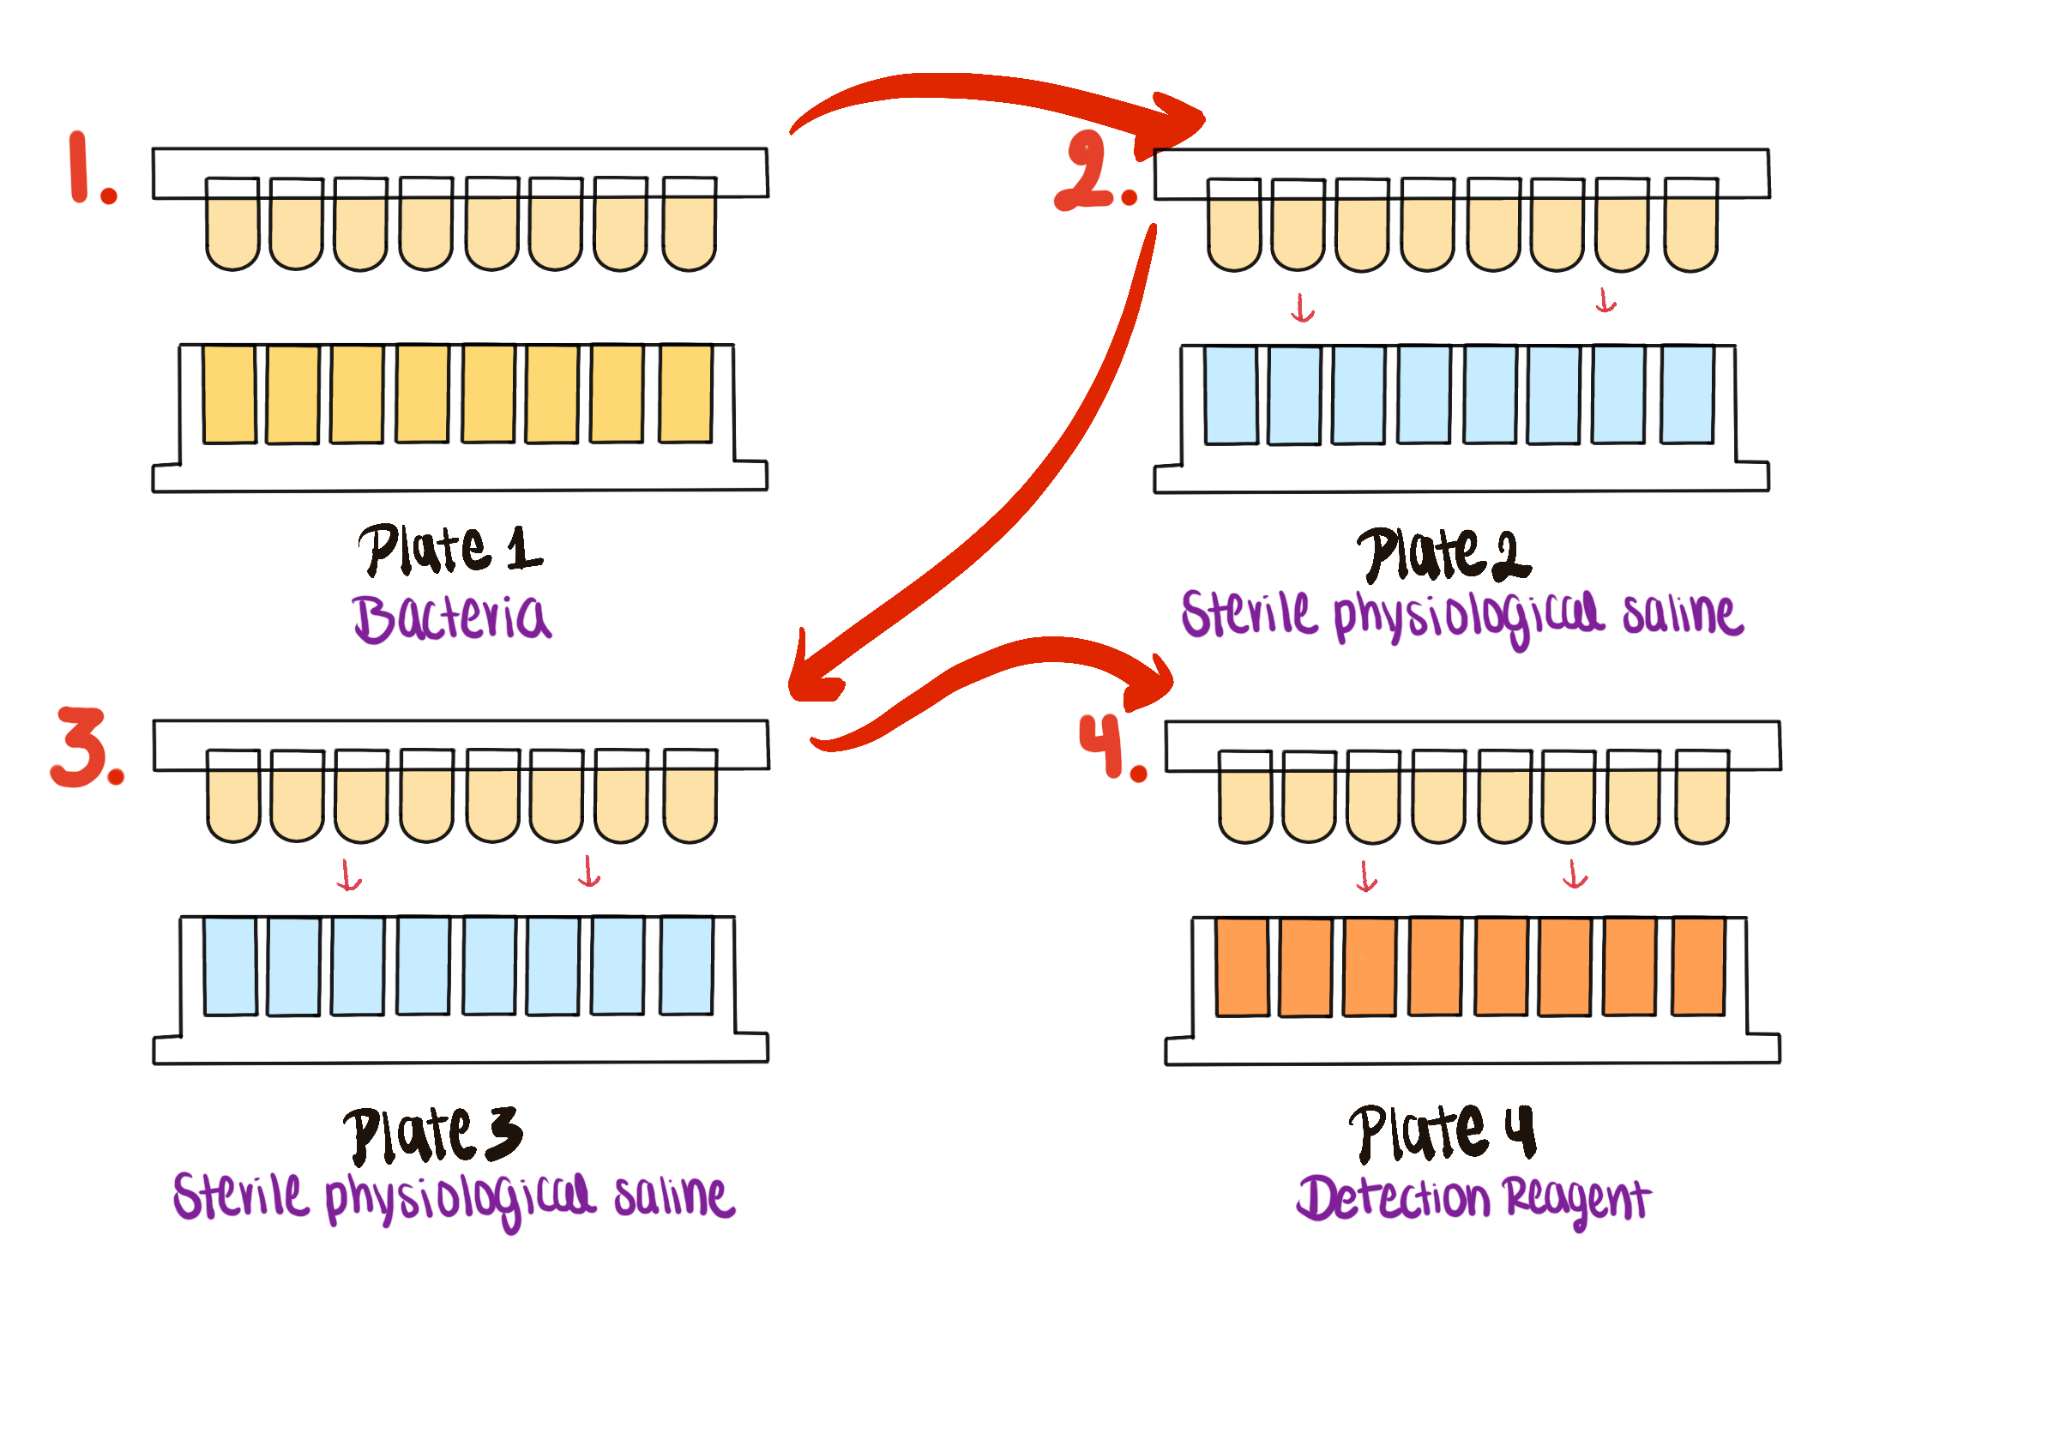 1.
2.
Plate 1
Bacteria
Plate 2
Sterile physiological saline
3.
4.
Plate 3
Sterile physiological saline
Plate 4
Detection Reagent